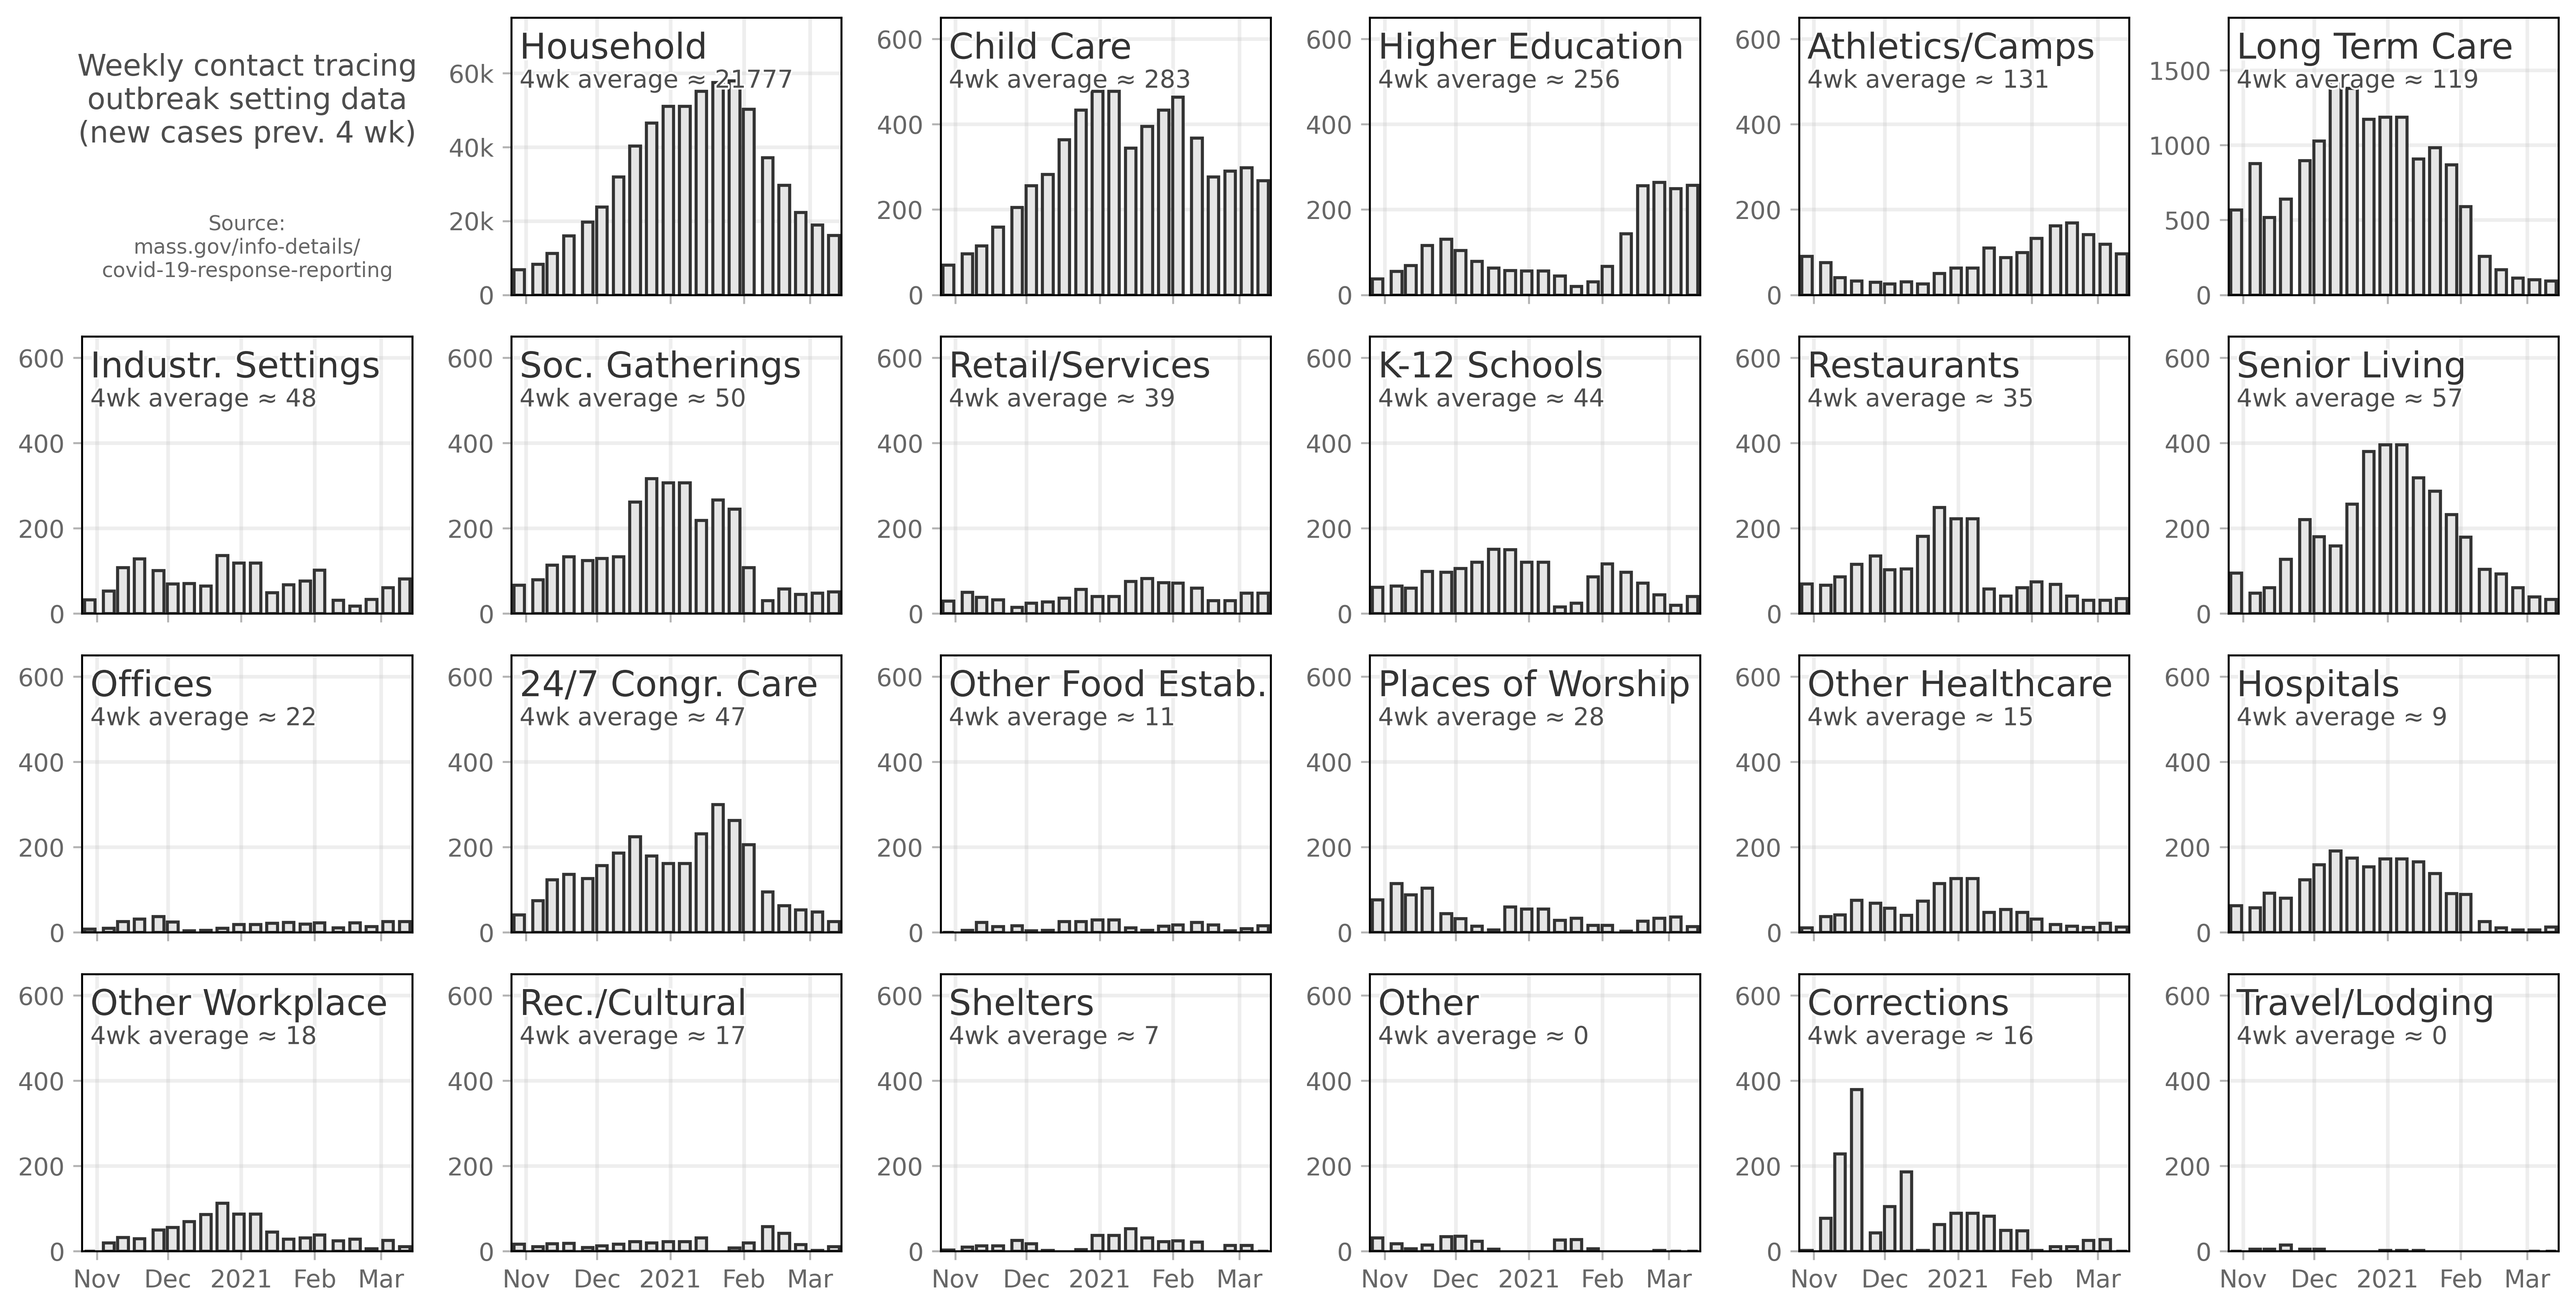 Weekly contact tracing
outbreak setting data
(new cases prev. 4 wk)
Source:
mass.gov/info-details/
covid-19-response-reporting
Household
4wk average ≈ 21777
60k
40k
20k
0
Child Care
4wk average ≈ 283
600
400
200
0
Higher Education
4wk average ≈ 256
600
400
200
0
Athletics/Camps
4wk average ≈ 131
600
400
200
0
Long Term Care
4wk average ≈ 119
1500
1000
500
0
Industr. Settings
4wk average ≈ 48
600
400
200
0
Soc. Gatherings
4wk average ≈ 50
600
400
200
0
Retail/Services
4wk average ≈ 39
600
400
200
0
K-12 Schools
4wk average ≈ 44
600
400
200
0
Restaurants
4wk average ≈ 35
600
400
200
0
Senior Living
4wk average ≈ 57
600
400
200
0
Offices
4wk average ≈ 22
600
400
200
0
24/7 Congr. Care
4wk average ≈ 47
600
400
200
0
Other Food Estab.
4wk average ≈ 11
600
400
200
0
Places of Worship
4wk average ≈ 28
600
400
200
0
Other Healthcare
4wk average ≈ 15
600
400
200
0
Hospitals
4wk average ≈ 9
600
400
200
0
Other Workplace
4wk average ≈ 18
600
400
200
0
Nov Dec 2021 Feb Mar
Rec./Cultural
4wk average ≈ 17
600
400
200
0
Nov Dec 2021 Feb Mar
Shelters
4wk average ≈ 7
600
400
200
0
Nov Dec 2021 Feb Mar
Other
4wk average ≈ 0
600
400
200
0
Nov Dec 2021 Feb Mar
Corrections
4wk average ≈ 16
600
400
200
0
Nov Dec 2021 Feb Mar
Travel/Lodging
4wk average ≈ 0
600
400
200
0
Nov Dec 2021 Feb Mar